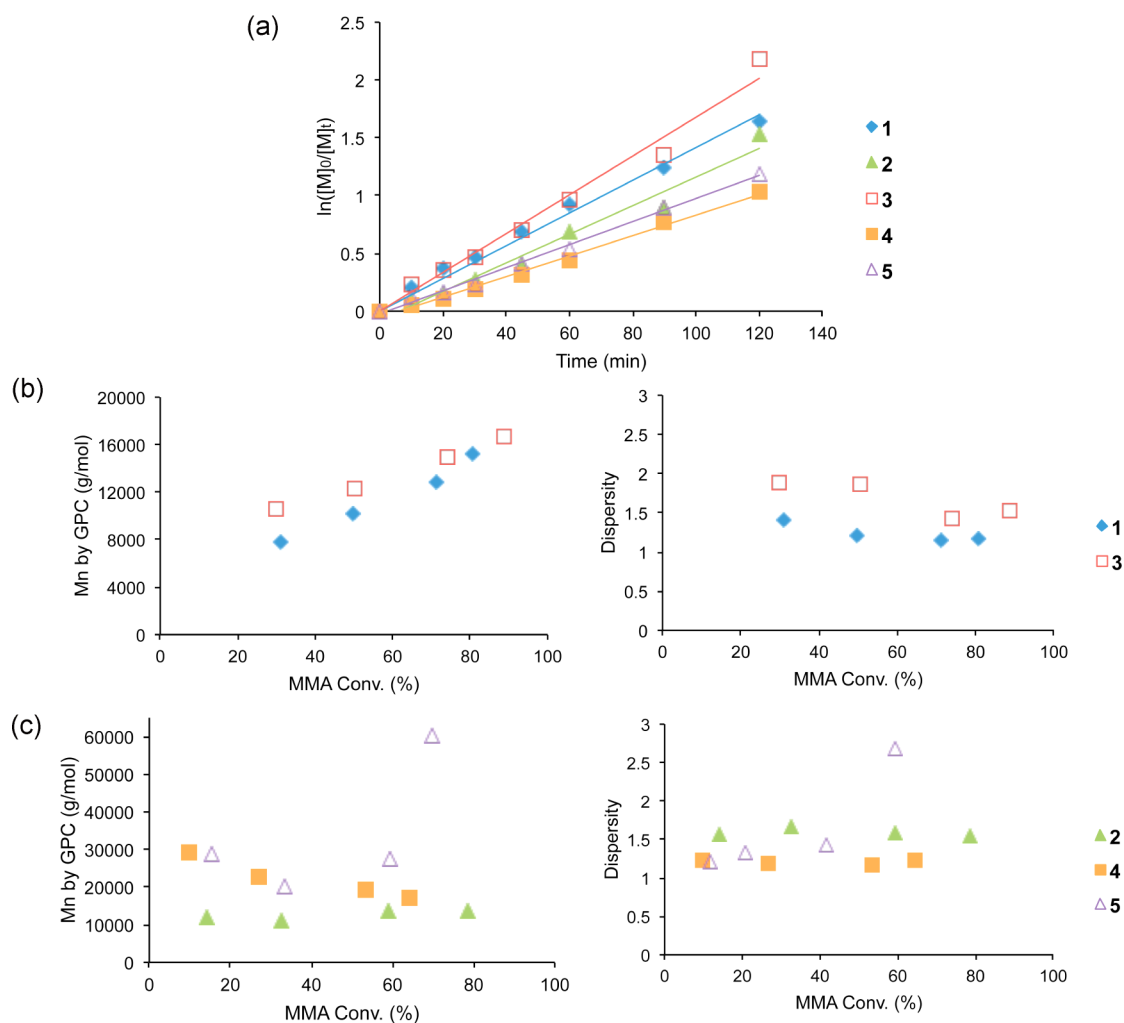 (a)
2.5
2
1.5
1
0.5
0
ln([M]0/[M]t)
0 20 40 60 80 100 120 140
Time (min)
1
2
3
4
5
(b)
20000
16000
12000
8000
4000
0
Mn by GPC (g/mol)
0 20 40 60 80 100
MMA Conv. (%)
3
2.5
2
1.5
1
0.5
0
Dispersity
0 20 40 60 80 100
MMA Conv. (%)
1
3
(c)
60000
50000
40000
30000
20000
10000
0
Mn by GPC (g/mol)
0 20 40 60 80 100
MMA Conv. (%)
3
2.5
2
1.5
1
0.5
0
Dispersity
0 20 40 60 80 100
MMA Conv. (%)
2
4
5